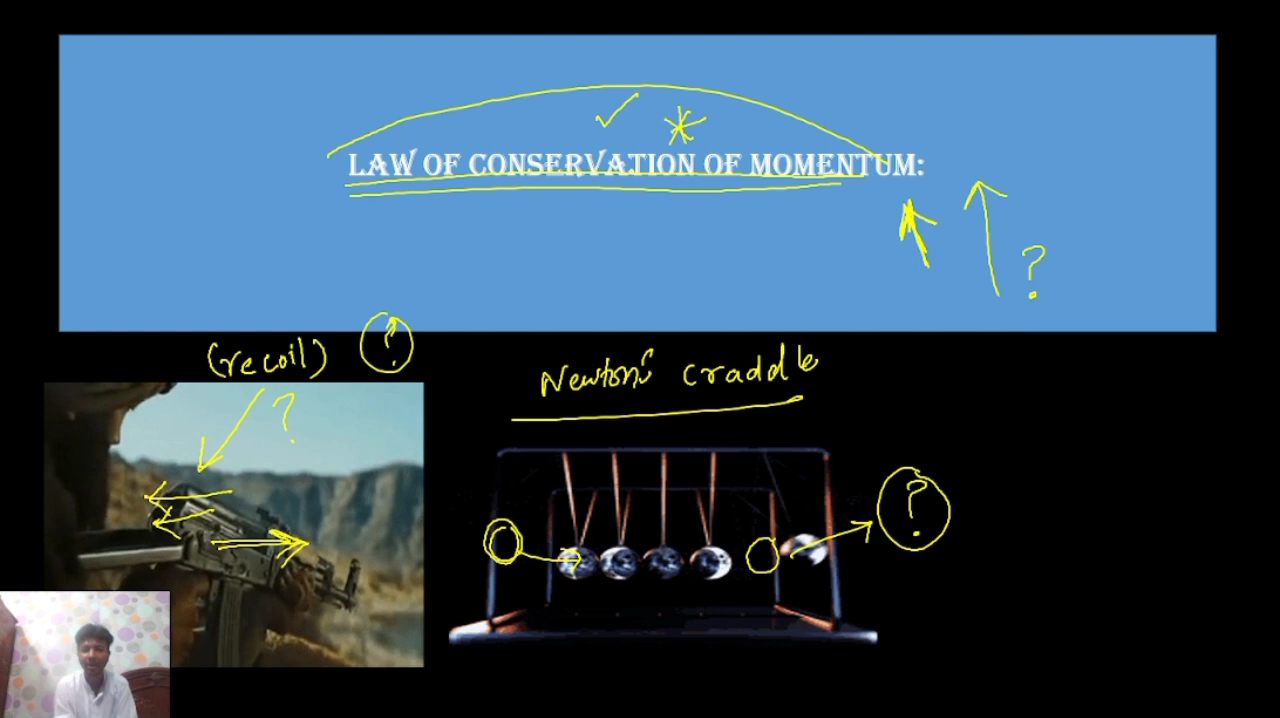 LAW OF CONSERVATION OF MOMENTUM:
?
(recoil) ?
Newton's craddle
?
?